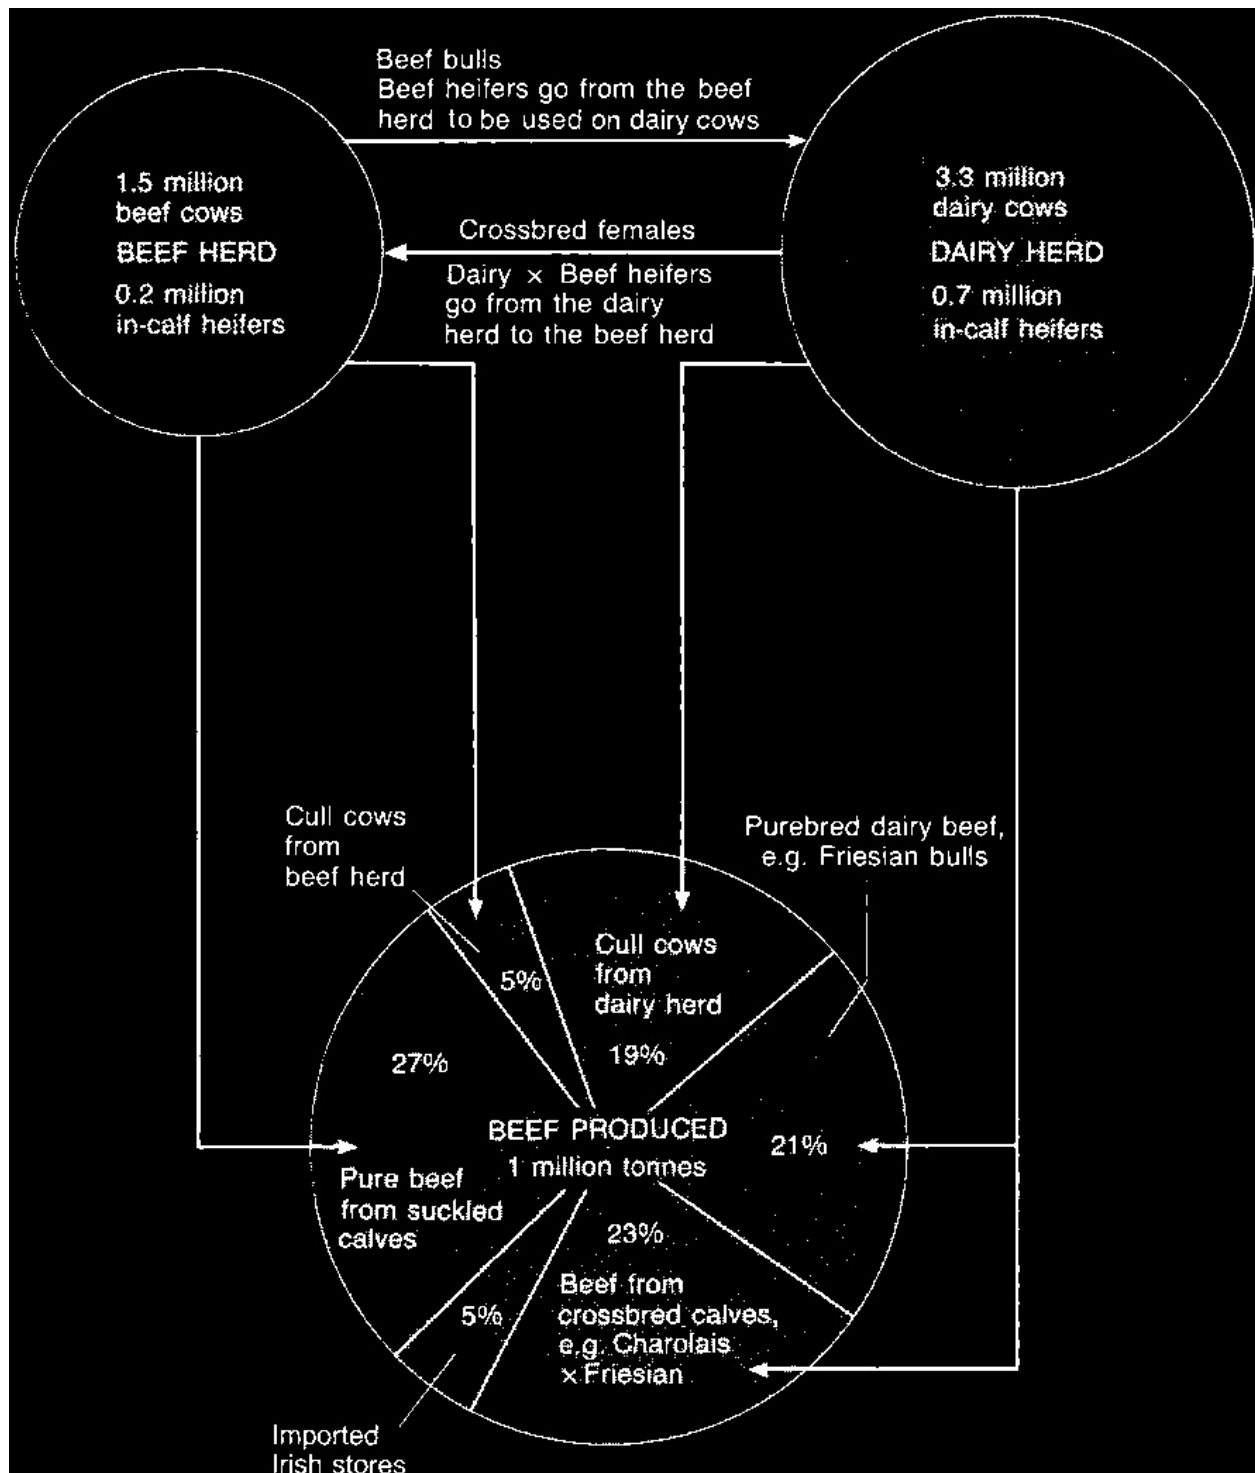 Beef bulls
Beef heifers go from the beef
herd to be used on dairy cows
1.5 million
beef cows
BEEF HERD
0.2 million
in-calf heifers
Crossbred females
Dairy × Beef heifers
go from the dairy
herd to the beef herd
3.3 million
dairy cows
DAIRY HERD
0.7 million
in-calf heifers
Cull cows
from
beef herd
Purebred dairy beef,
e.g. Friesian bulls
5%
Cull cows
from
dairy herd
19%
27%
21%
BEEF PRODUCED
1 million tonnes
Pure beef
from suckled
calves
23%
Beef from
crossbred calves,
e.g. Charolais
× Friesian
5%
Imported
Irish stores